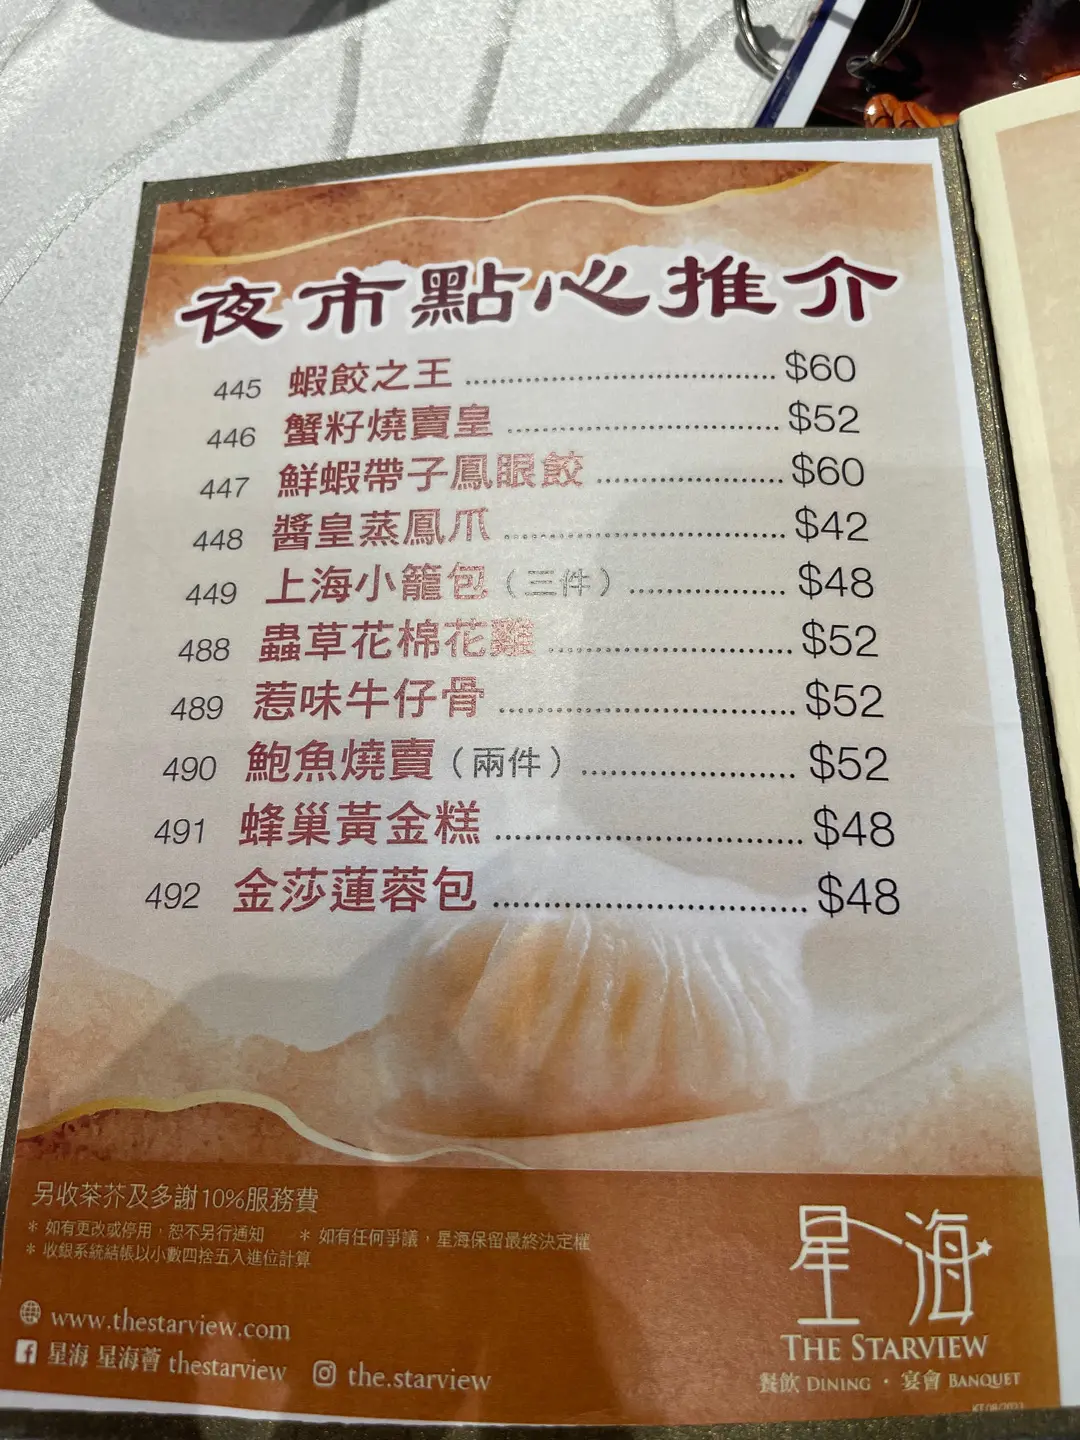 夜市點心推介
445 蝦餃之王 $60
446 蟹籽燒賣皇 $52
447 鮮蝦帶子鳳眼餃 $60
448 醬皇蒸鳳爪 $42
449 上海小籠包（三件） $48
488 蟲草花棉花雞 $52
489 惹味牛仔骨 $52
490 鮑魚燒賣（兩件） $52
491 蜂巢黃金糕 $48
492 金莎蓮蓉包 $48
另收茶芥及多謝10%服務費
* 如有更改或停用，恕不另行通知 * 如有任何爭議，星海保留最終決定權
* 收銀系統結帳以小數四捨五入進位計算
www.thestarview.com
星海 星海薈 thestarview the.starview
星海
THE STARVIEW
餐飲 DINING · 宴會 BANQUET